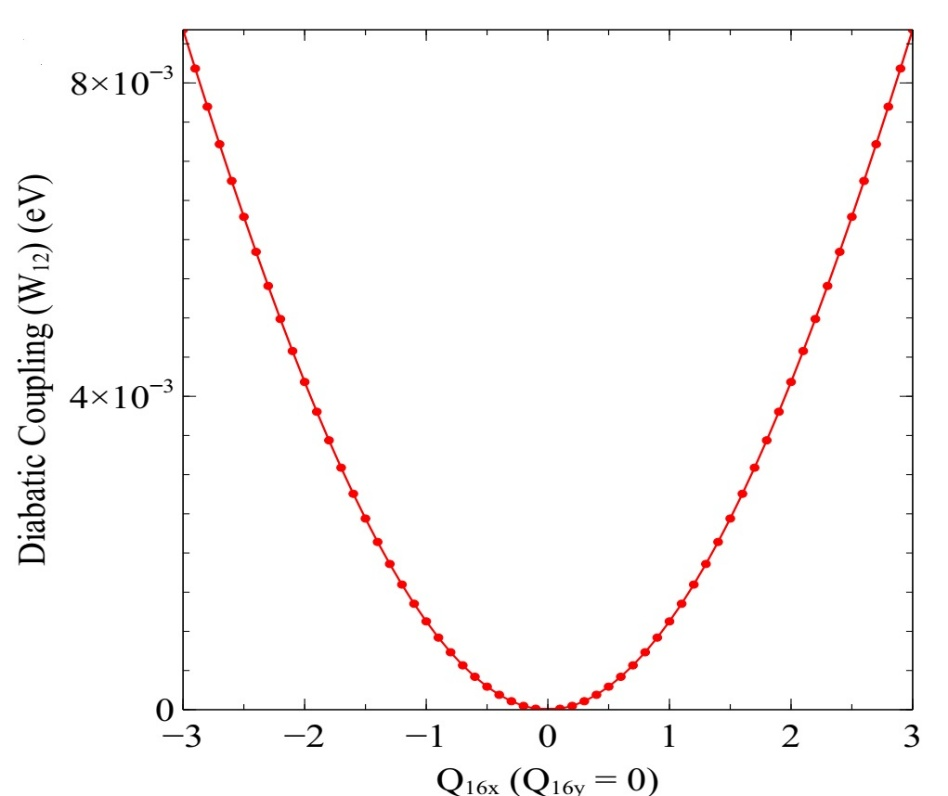 Diabatic Coupling (W₁₂) (eV)
8×10⁻³
4×10⁻³
0
−3 −2 −1 0 1 2 3
Q₁₆ₓ (Q₁₆ᵧ = 0)